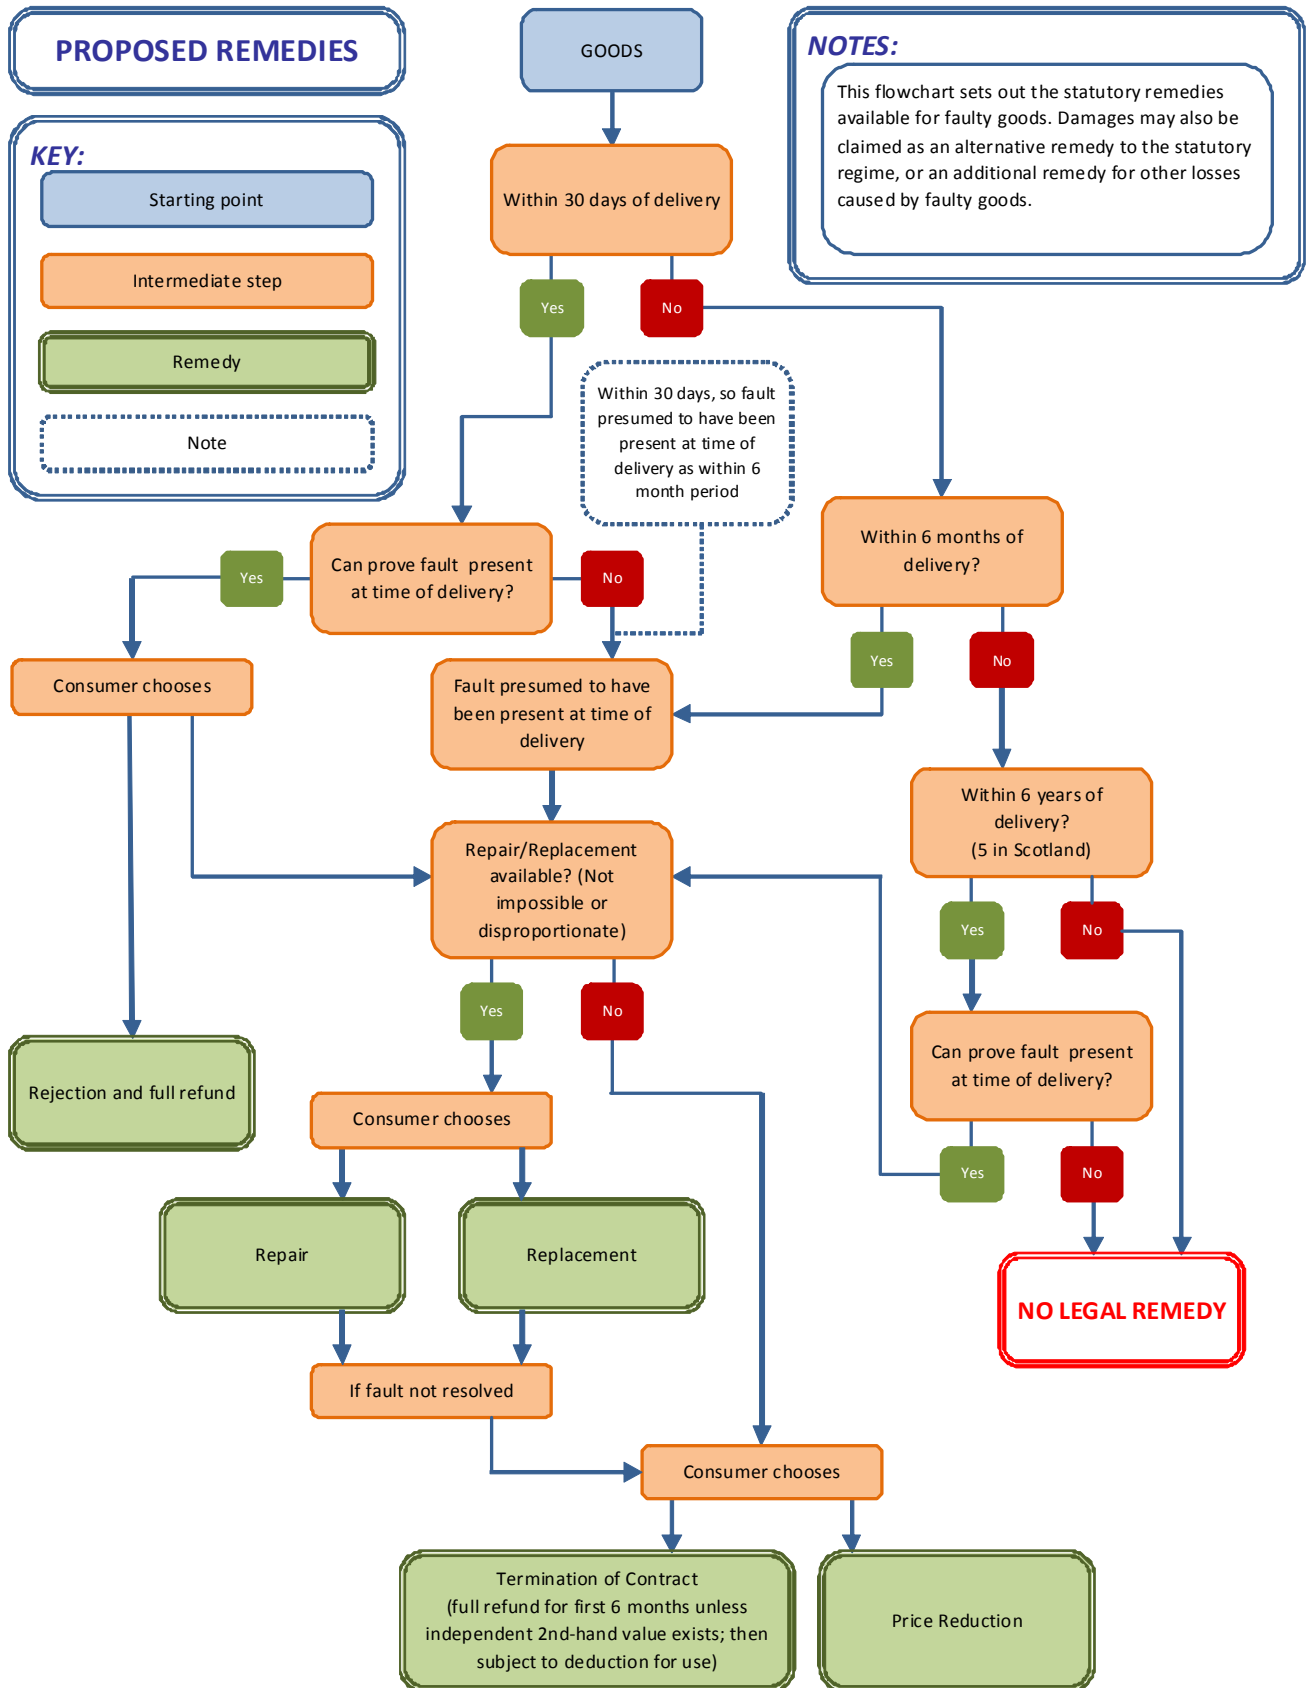 PROPOSED REMEDIES
GOODS
NOTES:
This flowchart sets out the statutory remedies
available for faulty goods. Damages may also be
claimed as an alternative remedy to the statutory
regime, or an additional remedy for other losses
caused by faulty goods.
KEY:
Starting point
Intermediate step
Remedy
Note
Within 30 days of delivery
Yes
No
Within 30 days, so fault
presumed to have been
present at time of
delivery as within 6
month period
Can prove fault present
at time of delivery?
Yes
No
Within 6 months of
delivery?
Yes
No
Consumer chooses
Fault presumed to have
been present at time of
delivery
Within 6 years of
delivery?
(5 in Scotland)
Yes
No
Repair/Replacement
available? (Not
impossible or
disproportionate)
Yes
No
Can prove fault present
at time of delivery?
Yes
No
Rejection and full refund
Consumer chooses
Repair
Replacement
NO LEGAL REMEDY
If fault not resolved
Consumer chooses
Termination of Contract
(full refund for first 6 months unless
independent 2nd-hand value exists; then
subject to deduction for use)
Price Reduction